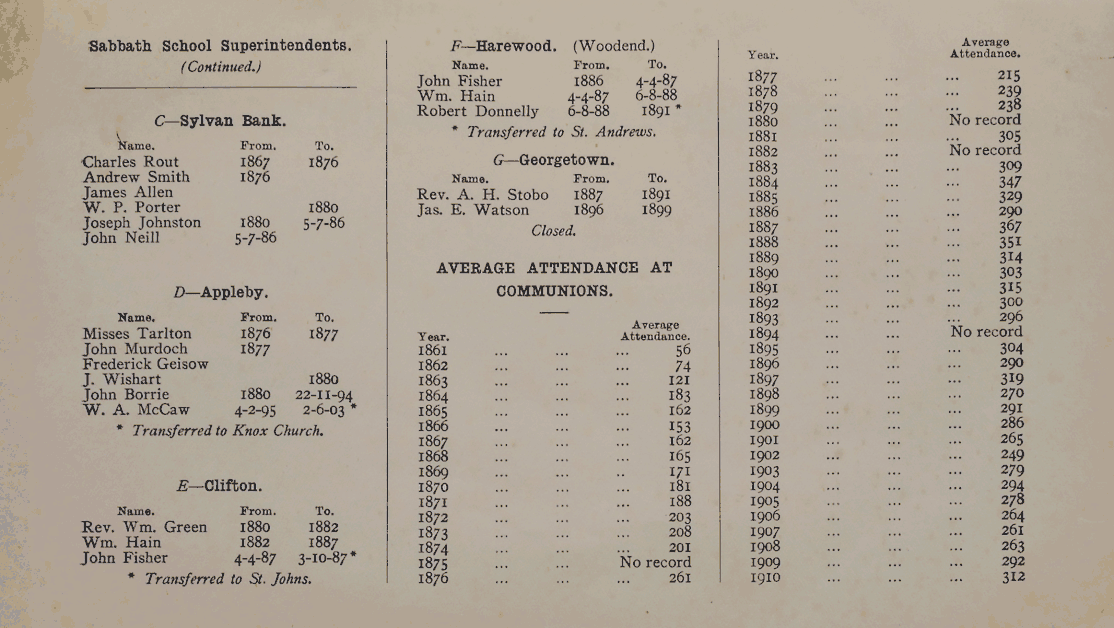 Sabbath School Superintendents.
(Continued.)
C—Sylvan Bank.
Name. From. To.
Charles Rout 1867 1876
Andrew Smith 1876
James Allen
W. P. Porter 1880
Joseph Johnston 1880 5-7-86
John Neill 5-7-86
D—Appleby.
Name. From. To.
Misses Tarlton 1876 1877
John Murdoch 1877
Frederick Geisow
J. Wishart 1880
John Borrie 1880 22-11-94
W. A. McCaw 4-2-95 2-6-03 *
* Transferred to Knox Church.
E—Clifton.
Name. From. To.
Rev. Wm. Green 1880 1882
Wm. Hain 1882 1887
John Fisher 4-4-87 3-10-87 *
* Transferred to St. Johns.
F—Harewood. (Woodend.)
Name. From. To.
John Fisher 1886 4-4-87
Wm. Hain 4-4-87 6-8-88
Robert Donnelly 6-8-88 1891 *
* Transferred to St. Andrews.
G—Georgetown.
Name. From. To.
Rev. A. H. Stobo 1887 1891
Jas. E. Watson 1896 1899
Closed.
AVERAGE ATTENDANCE AT
COMMUNIONS.
Average
Year. Attendance.
1861 ... ... ... 56
1862 ... ... ... 74
1863 ... ... ... 121
1864 ... ... ... 183
1865 ... ... ... 162
1866 ... ... ... 153
1867 ... ... ... 162
1868 ... ... ... 165
1869 ... ... .. 171
1870 ... ... ... 181
1871 ... ... ... 188
1872 ... ... ... 203
1873 ... ... ... 208
1874 ... ... ... 201
1875 ... ... No record
1876 ... ... ... 261
Average
Year. Attendance.
1877 ... ... ... 215
1878 ... ... ... 239
1879 ... ... ... 238
1880 ... ... No record
1881 ... ... ... 305
1882 ... ... No record
1883 ... ... ... 309
1884 ... ... ... 347
1885 ... ... ... 329
1886 ... ... ... 290
1887 ... ... ... 367
1888 ... ... ... 351
1889 ... ... ... 314
1890 ... ... ... 303
1891 ... ... ... 315
1892 ... ... ... 300
1893 ... ... ... 296
1894 ... ... No record
1895 ... ... ... 304
1896 ... ... ... 290
1897 ... ... ... 319
1898 ... ... ... 270
1899 ... ... ... 291
1900 ... ... ... 286
1901 ... ... ... 265
1902 ... ... ... 249
1903 ... ... ... 279
1904 ... ... ... 294
1905 ... ... ... 278
1906 ... ... ... 264
1907 ... ... ... 261
1908 ... ... ... 263
1909 ... ... ... 292
1910 ... ... ... 312